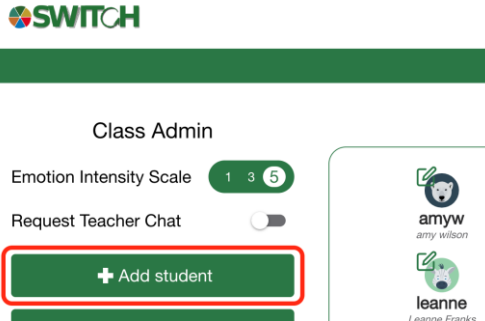 SWITCH
Class Admin
Emotion Intensity Scale 1 3 5
Request Teacher Chat
Add student
amyw
amy wilson
leanne
Leanne Franks